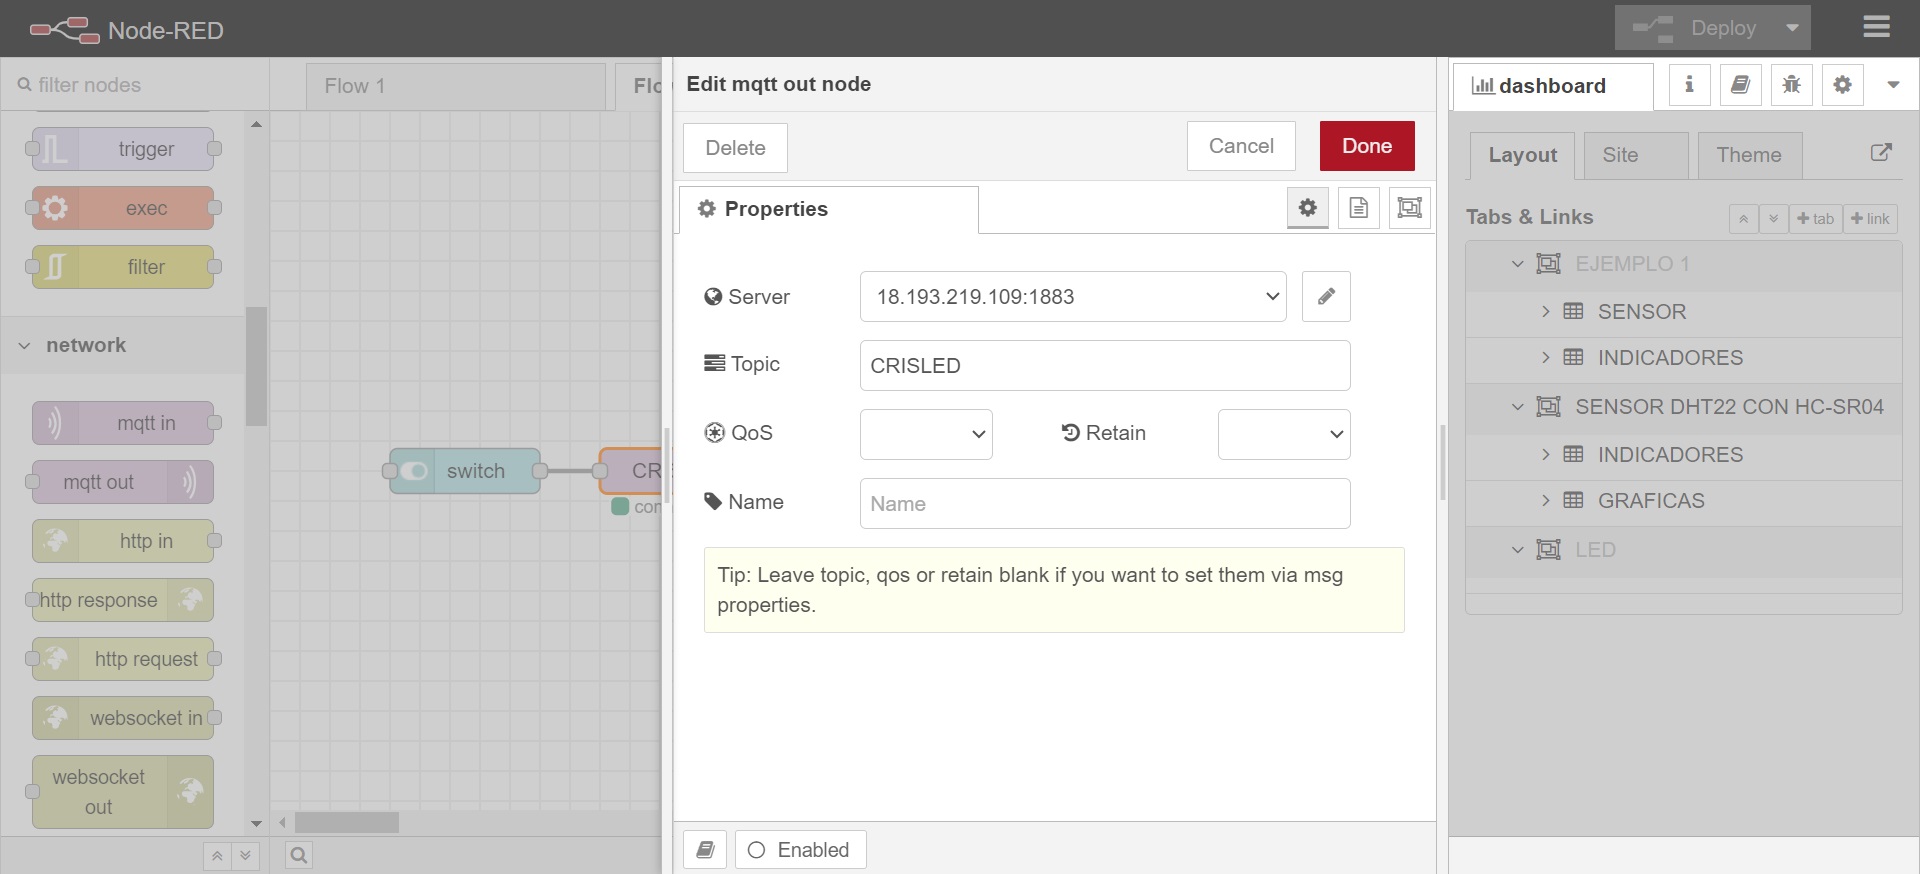 Node-RED
Deploy
filter nodes
trigger
exec
filter
network
mqtt in
mqtt out
http in
http response
http request
websocket in
websocket
out
Flow 1
Flo
switch
CR
con
Edit mqtt out node
Delete
Cancel
Done
Properties
Server
18.193.219.109:1883
Topic
CRISLED
QoS
Retain
Name
Name
Tip: Leave topic, qos or retain blank if you want to set them via msg
properties.
Enabled
dashboard
Layout
Site
Theme
Tabs & Links
tab
link
EJEMPLO 1
SENSOR
INDICADORES
SENSOR DHT22 CON HC-SR04
INDICADORES
GRAFICAS
LED